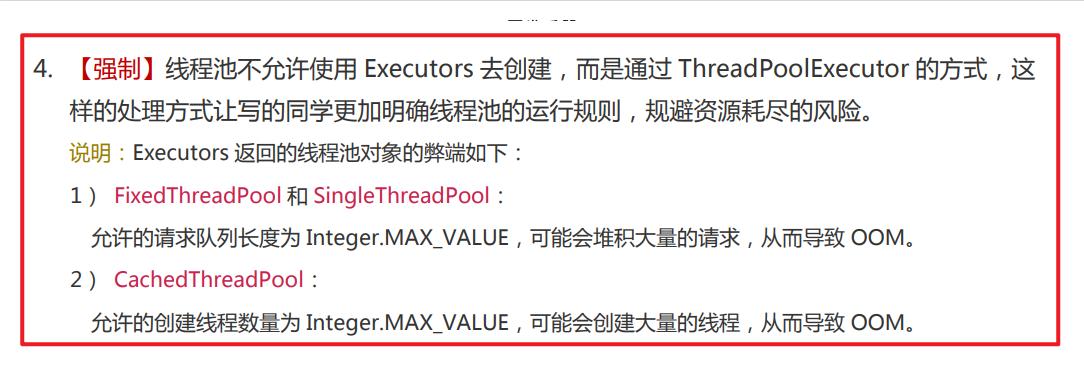 4. 【强制】线程池不允许使用 Executors 去创建，而是通过 ThreadPoolExecutor 的方式，这
样的处理方式让写的同学更加明确线程池的运行规则，规避资源耗尽的风险。
说明：Executors 返回的线程池对象的弊端如下：
1） FixedThreadPool 和 SingleThreadPool：
允许的请求队列长度为 Integer.MAX_VALUE，可能会堆积大量的请求，从而导致 OOM。
2） CachedThreadPool：
允许的创建线程数量为 Integer.MAX_VALUE，可能会创建大量的线程，从而导致 OOM。